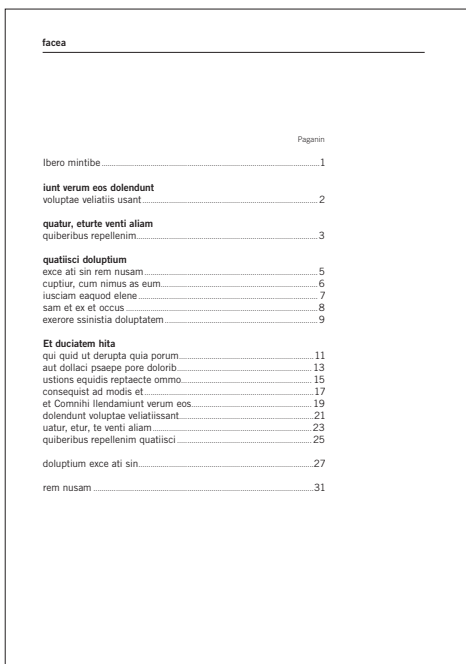 facea
Paganin
Ibero mintibe 1
iunt verum eos dolendunt
voluptae veliatiis usant 2
quatur, eturte venti aliam
quiberibus repellenim 3
quatiisci doluptium
exce ati sin rem nusam 5
cuptiur, cum nimus as eum 6
iusciam eaquod elene 7
sam et ex et occus 8
exerore ssinistia doluptatem 9
Et duciatem hita
qui quid ut derupta quia porum 11
aut dollaci psaepe pore dolorib 13
ustions equidis reptaecte ommo 15
consequist ad modis et 17
et Comnihi llendamiunt verum eos 19
dolendunt voluptae veliatiissant 21
uatur, etur, te venti aliam 23
quiberibus repellenim quatiisci 25
doluptium exce ati sin 27
rem nusam 31